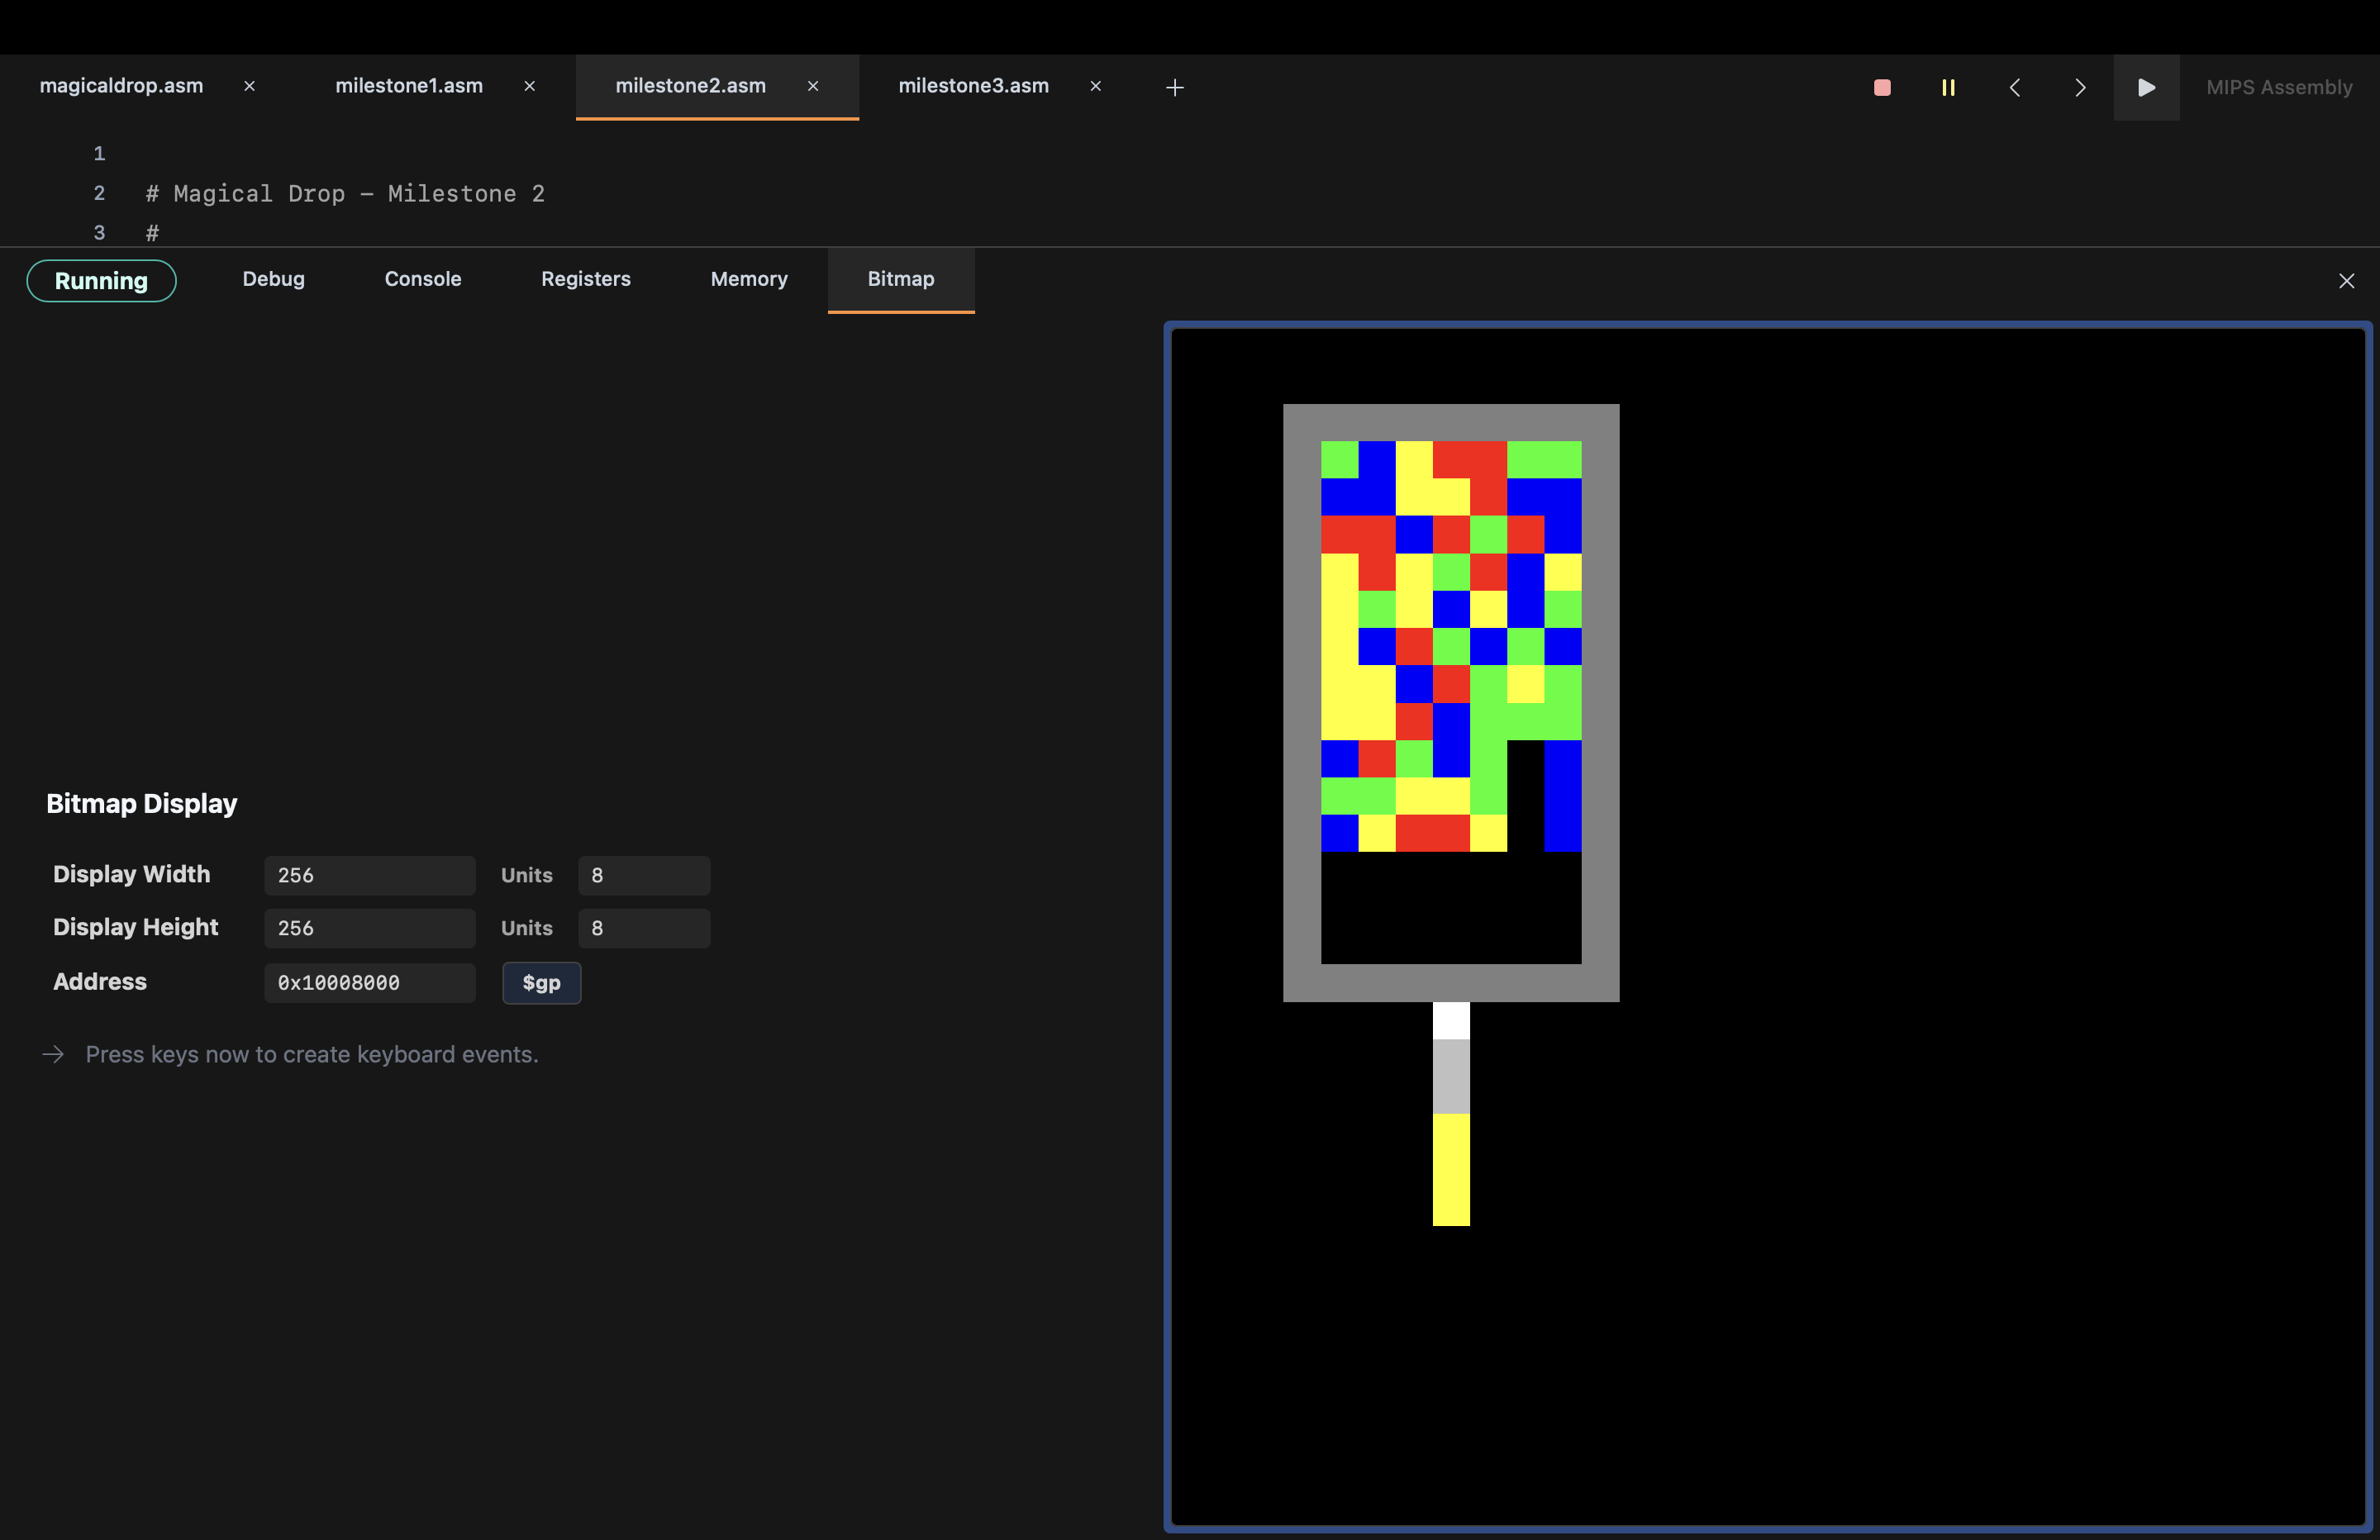 magicaldrop.asm × milestone1.asm × milestone2.asm × milestone3.asm × + MIPS Assembly
1
2 # Magical Drop – Milestone 2
3 #
Running Debug Console Registers Memory Bitmap ×
Bitmap Display
Display Width 256 Units 8
Display Height 256 Units 8
Address 0x10008000 $gp
→ Press keys now to create keyboard events.